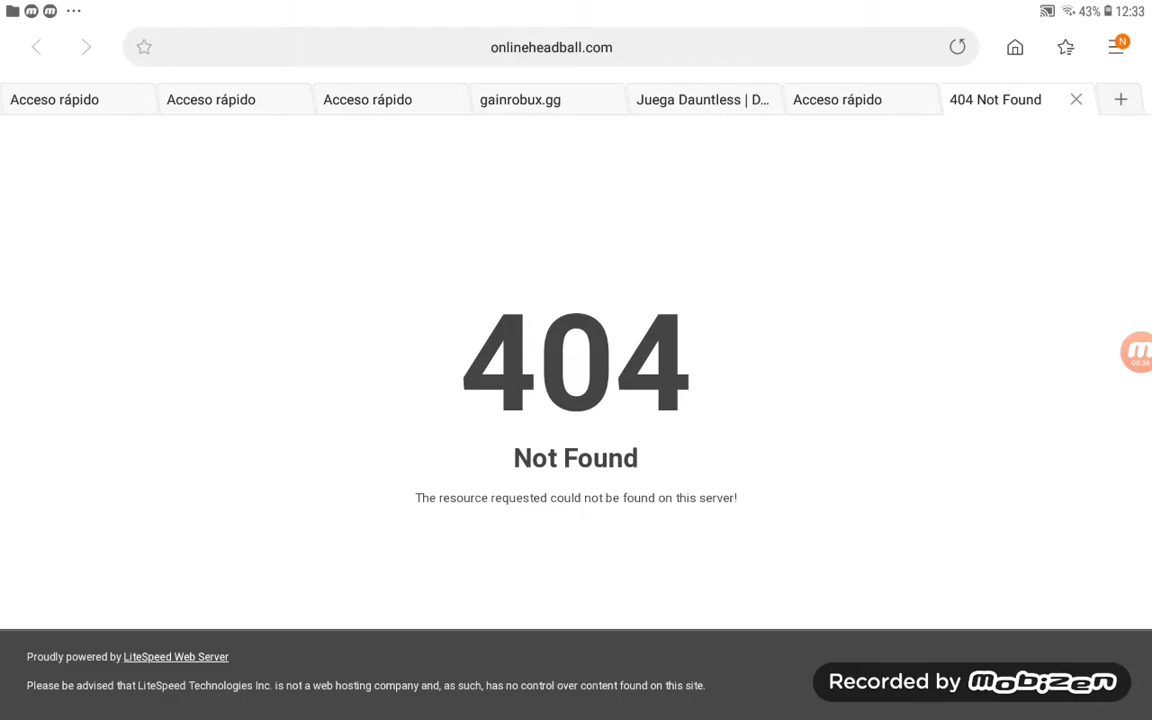 43% 12:33
onlineheadball.com
N
Acceso rápido Acceso rápido Acceso rápido gainrobux.gg Juega Dauntless | D... Acceso rápido 404 Not Found
404
Not Found
The resource requested could not be found on this server!
Proudly powered by LiteSpeed Web Server
Please be advised that LiteSpeed Technologies Inc. is not a web hosting company and, as such, has no control over content found on this site.
Recorded by mobizen